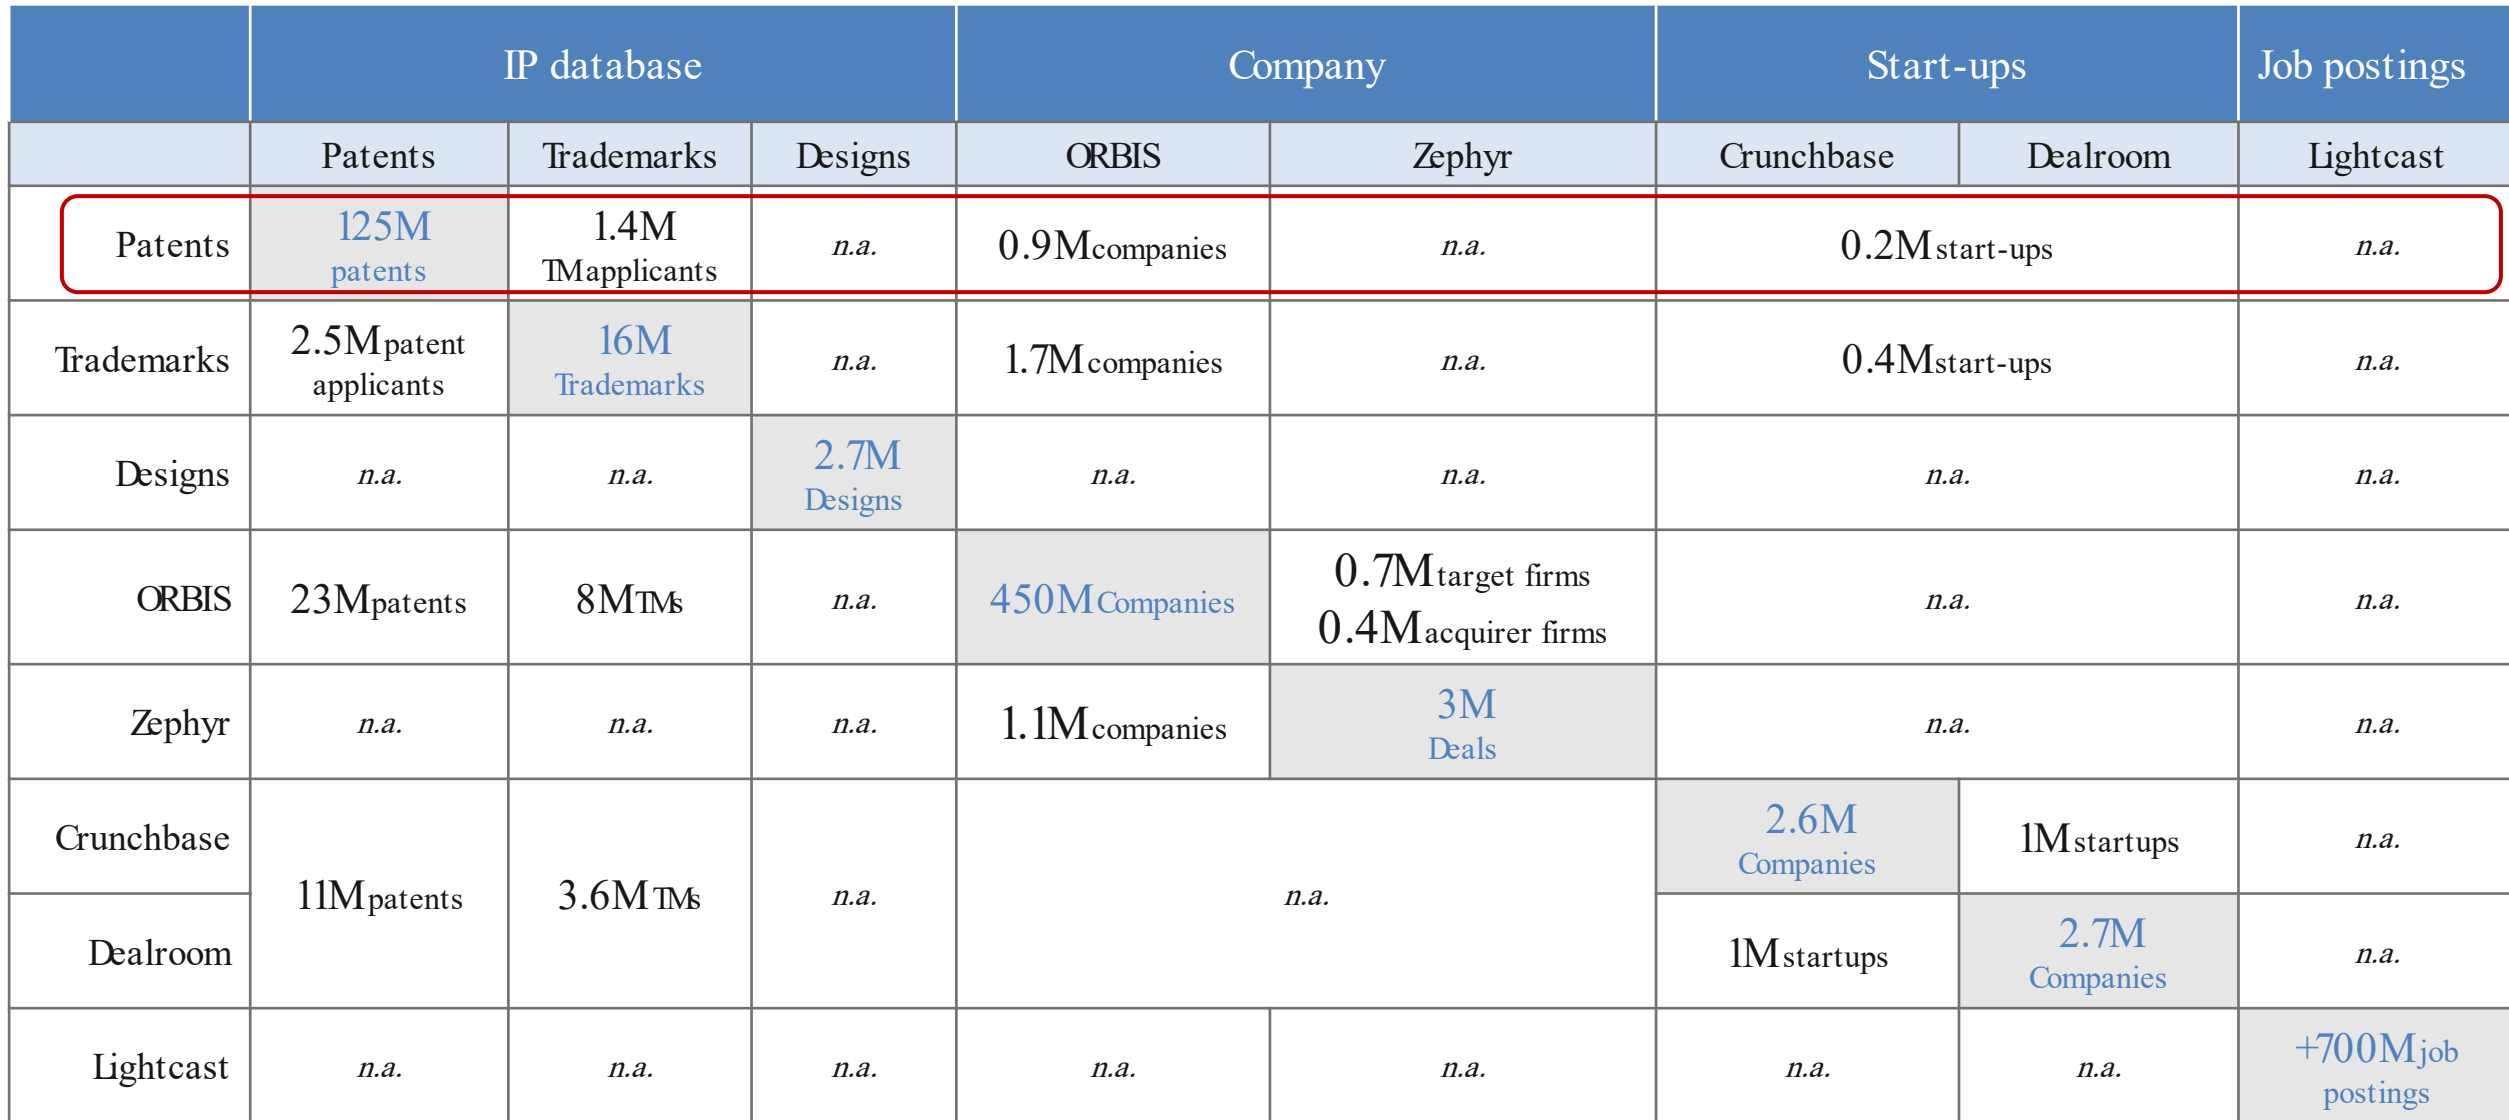 IP database Company Start-ups Job postings
Patents Trademarks Designs ORBIS Zephyr Crunchbase Dealroom Lightcast
Patents 125M patents 1.4M TM applicants n.a. 0.9M companies n.a. 0.2M start-ups n.a.
Trademarks 2.5M patent applicants 16M Trademarks n.a. 1.7M companies n.a. 0.4M start-ups n.a.
Designs n.a. n.a. 2.7M Designs n.a. n.a. n.a. n.a.
ORBIS 23M patents 8M TMs n.a. 450M Companies 0.7M target firms 0.4M acquirer firms n.a. n.a.
Zephyr n.a. n.a. n.a. 1.1M companies 3M Deals n.a. n.a.
Crunchbase 11M patents 3.6M TMs n.a. n.a. 2.6M Companies 1M startups n.a.
Dealroom 1M startups 2.7M Companies n.a.
Lightcast n.a. n.a. n.a. n.a. n.a. n.a. n.a. +700M job postings